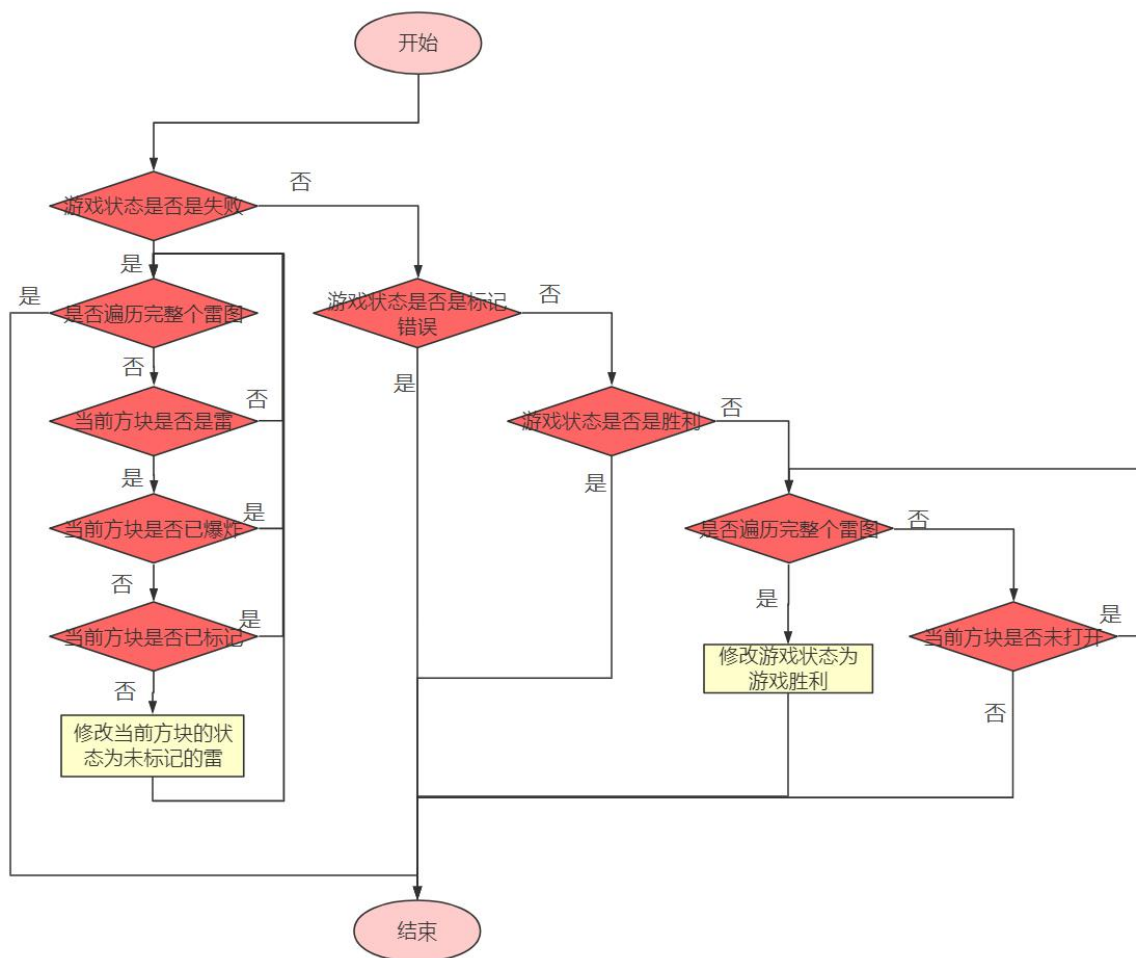 开始
游戏状态是否是失败
否
是
是
是否遍历完整个雷图
游戏状态是否是标记
错误
否
否
当前方块是否是雷
否
是
游戏状态是否是胜利
否
是
当前方块是否已爆炸
是
是
是否遍历完整个雷图
否
否
当前方块是否已标记
是
是
当前方块是否未打开
是
否
修改游戏状态为
游戏胜利
否
修改当前方块的状
态为未标记的雷
结束